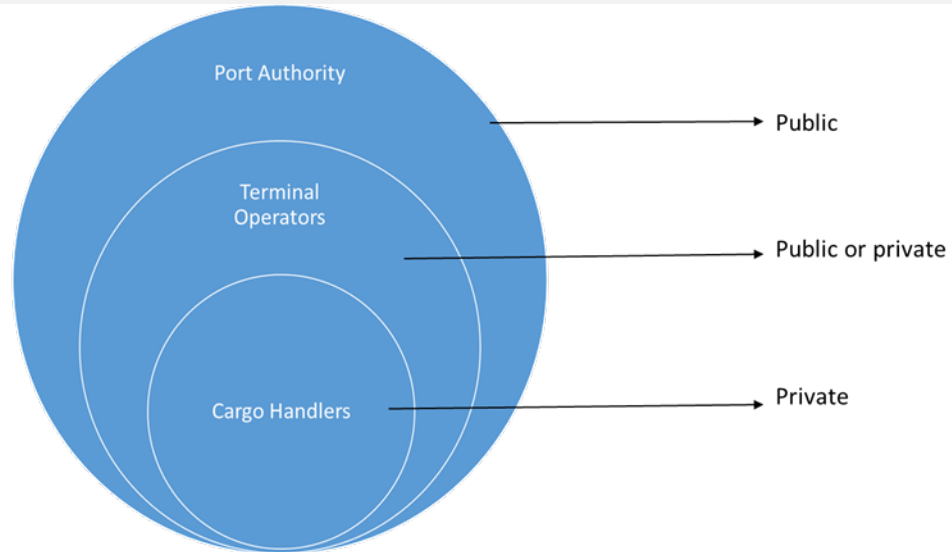 Port Authority
Public
Terminal
Operators
Public or private
Cargo Handlers
Private